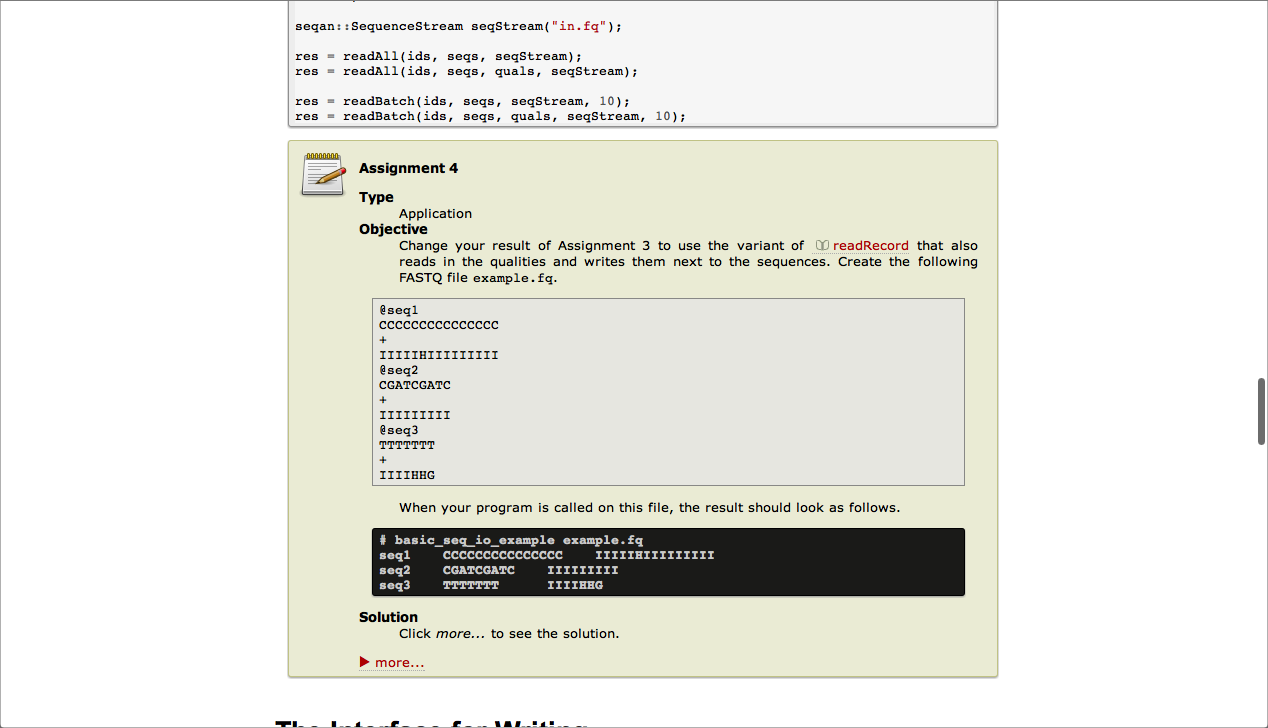 seqan::SequenceStream seqStream("in.fq");
res = readAll(ids, seqs, seqStream);
res = readAll(ids, seqs, quals, seqStream);
res = readBatch(ids, seqs, seqStream, 10);
res = readBatch(ids, seqs, quals, seqStream, 10);
Assignment 4
Type
Application
Objective
Change your result of Assignment 3 to use the variant of readRecord that also
reads in the qualities and writes them next to the sequences. Create the following
FASTQ file example.fq.
@seq1
CCCCCCCCCCCCCCC
+
IIIIIHIIIIIIIII
@seq2
CGATCGATC
+
IIIIIIIII
@seq3
TTTTTTT
+
IIIIHHG
When your program is called on this file, the result should look as follows.
# basic_seq_io_example example.fq
seq1    CCCCCCCCCCCCCCC    IIIIIHIIIIIIIII
seq2    CGATCGATC    IIIIIIIII
seq3    TTTTTTT      IIIIHHG
Solution
Click more... to see the solution.
more...
The Interface for Writing